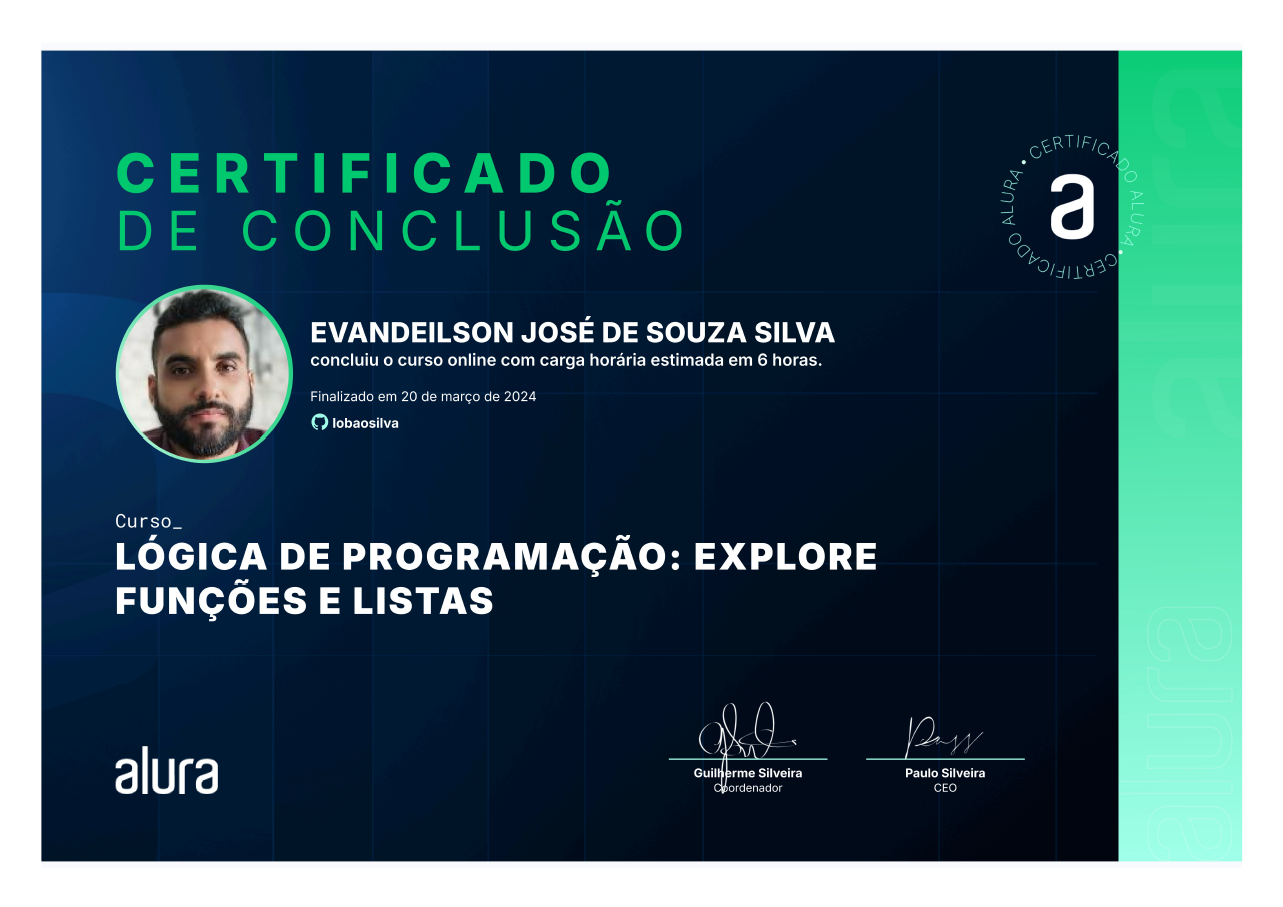 CERTIFICADO
DE CONCLUSÃO
CERTIFICADO ALURA • CERTIFICADO ALURA •
a
EVANDEILSON JOSÉ DE SOUZA SILVA
concluiu o curso online com carga horária estimada em 6 horas.
Finalizado em 20 de março de 2024
lobaosilva
Curso_
LÓGICA DE PROGRAMAÇÃO: EXPLORE
FUNÇÕES E LISTAS
alura
Guilherme Silveira
Coordenador
Paulo Silveira
CEO
alura
alura